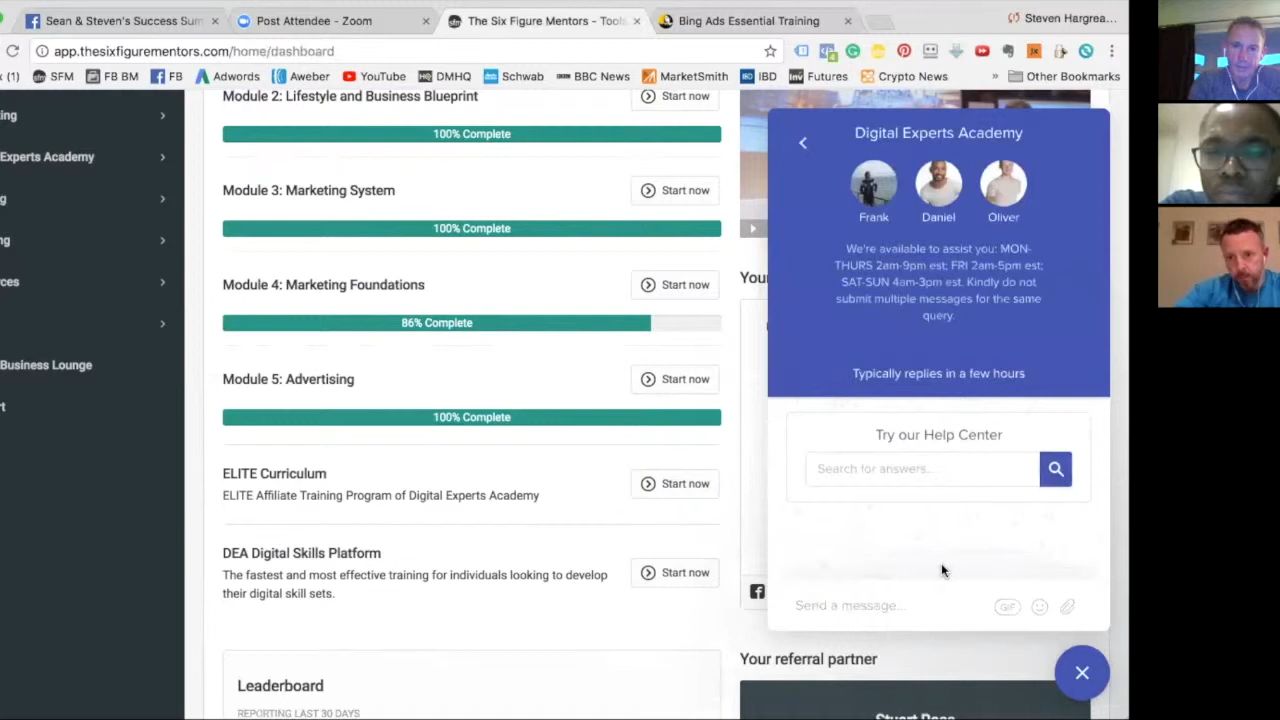 Sean & Steven's Success Sum
Post Attendee - Zoom
The Six Figure Mentors - Tools
Bing Ads Essential Training
Steven Hargrea...
app.thesixfigurementors.com/home/dashboard
(1)
SFM
FB BM
FB
Adwords
Aweber
YouTube
DMHQ
Schwab
BBC News
MarketSmith
IBD
Futures
Crypto News
»
Other Bookmarks
ing
Experts Academy
g
ng
ces
Business Lounge
rt
Module 2: Lifestyle and Business Blueprint
Start now
100% Complete
Module 3: Marketing System
Start now
100% Complete
Module 4: Marketing Foundations
Start now
86% Complete
Module 5: Advertising
Start now
100% Complete
ELITE Curriculum
ELITE Affiliate Training Program of Digital Experts Academy
Start now
DEA Digital Skills Platform
The fastest and most effective training for individuals looking to develop
their digital skill sets.
Start now
Leaderboard
REPORTING LAST 30 DAYS
You
Digital Experts Academy
Frank
Daniel
Oliver
We're available to assist you: MON-
THURS 2am-9pm est; FRI 2am-5pm est;
SAT-SUN 4am-3pm est. Kindly do not
submit multiple messages for the same
query.
Typically replies in a few hours
Try our Help Center
Search for answers...
Send a message...
GIF
Your referral partner